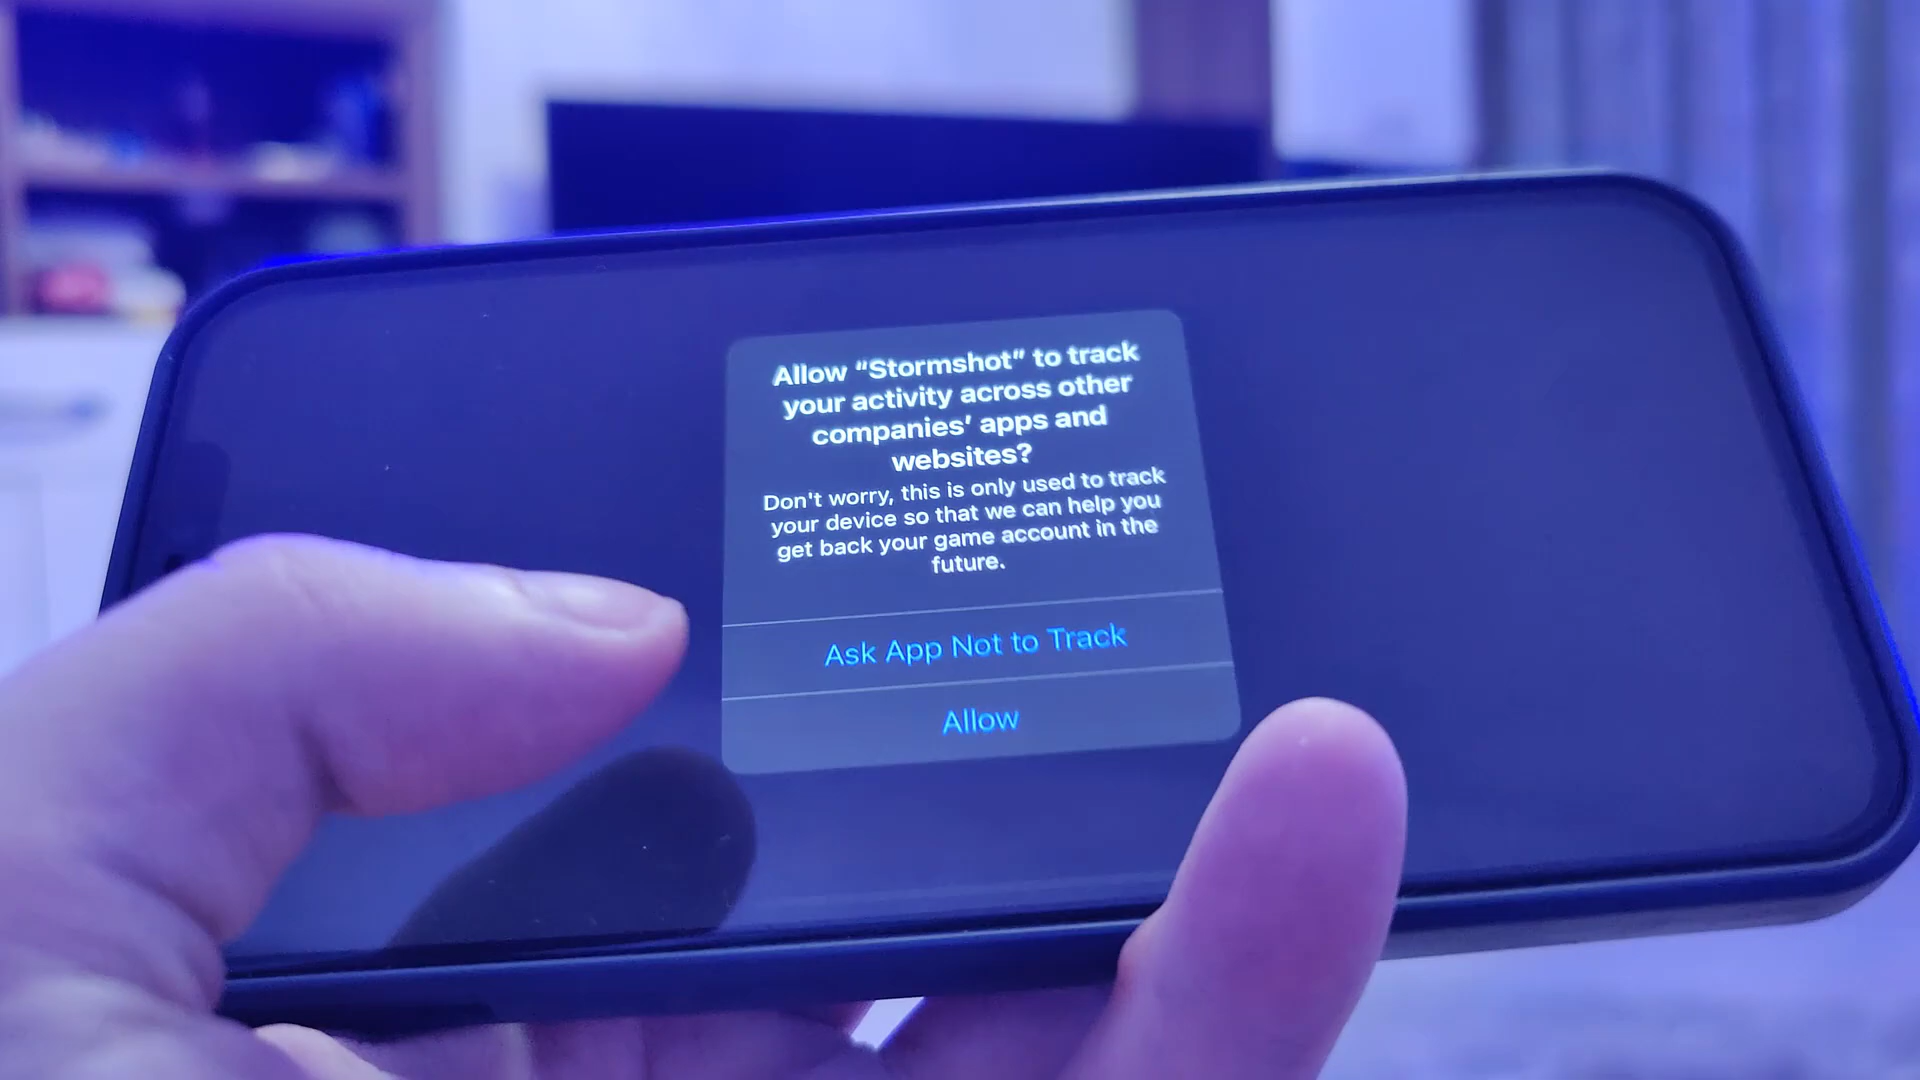 Allow “Stormshot” to track
your activity across other
companies’ apps and
websites?
Don't worry, this is only used to track
your device so that we can help you
get back your game account in the
future.
Ask App Not to Track
Allow